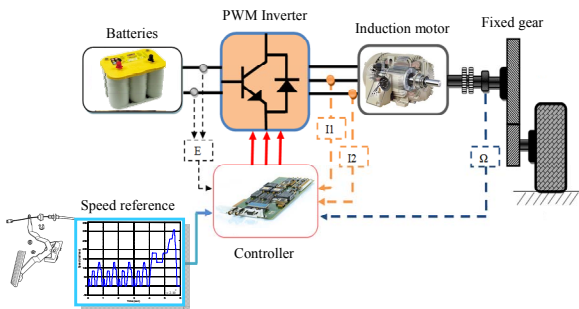 Batteries
PWM Inverter
Induction motor
Fixed gear
E
I1
I2
Ω
Speed reference
Controller